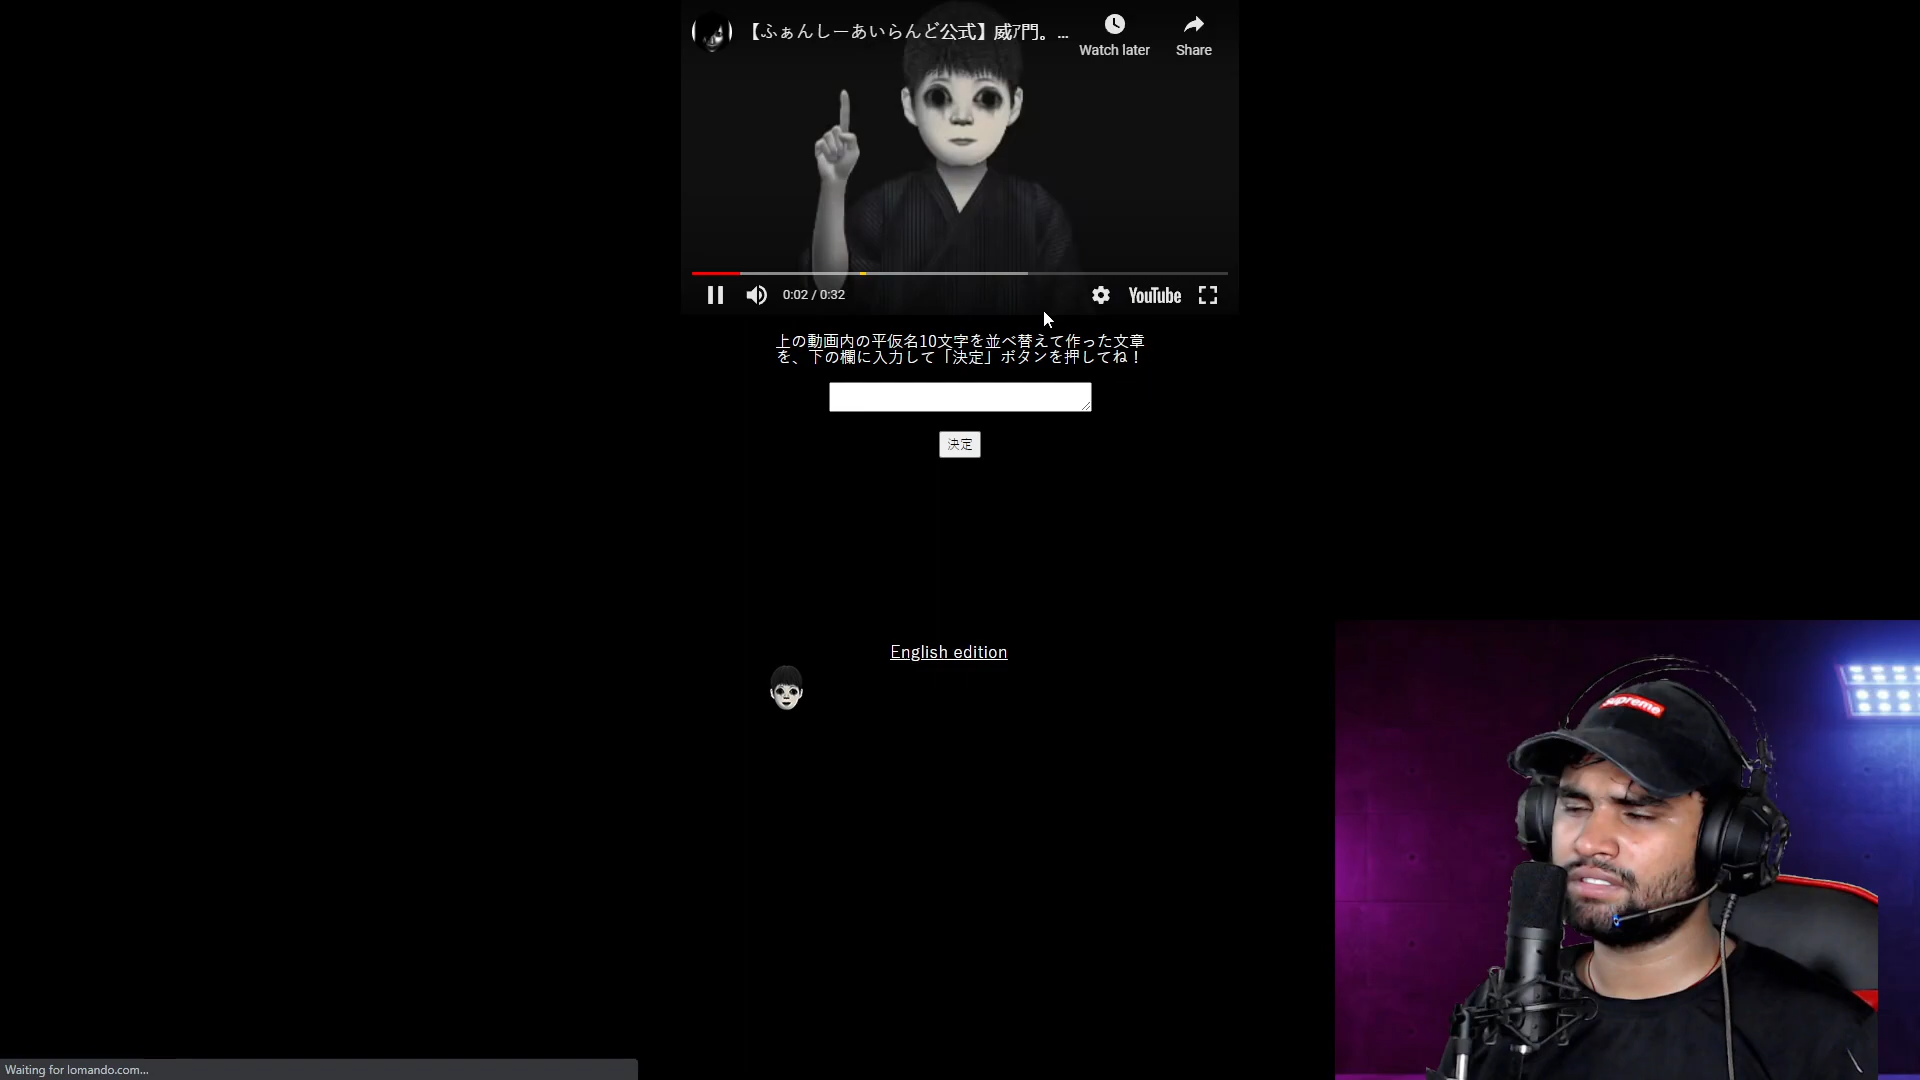 【ふぁんしーあいらんど公式】威ｱ門。...
Watch later
Share
0:02 / 0:32
YouTube
上の動画内の平仮名10文字を並べ替えて作った文章
を、下の欄に入力して「決定」ボタンを押してね！
決定
English edition
Supreme
Waiting for lomando.com...